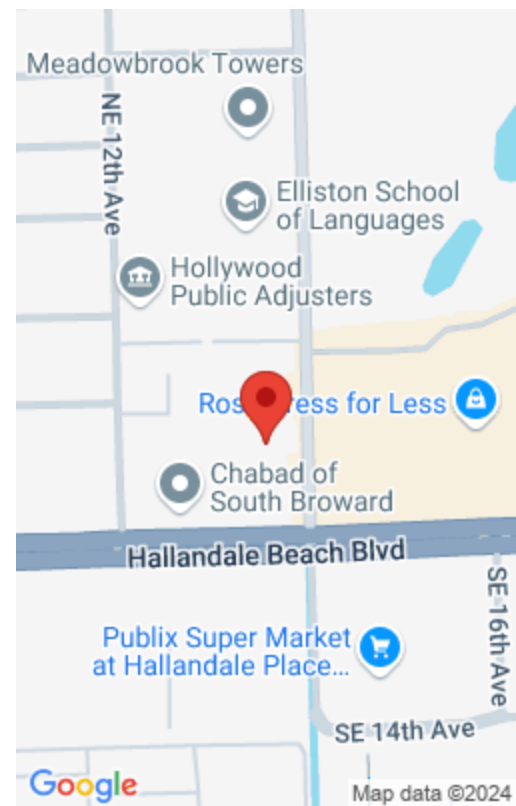 Meadowbrook Towers
NE 12th Ave
Elliston School
of Languages
Hollywood
Public Adjusters
Ros ress for Less
Chabad of
South Broward
Hallandale Beach Blvd
SE 16th Ave
Publix Super Market
at Hallandale Place...
SE 14th Ave
Google
Map data ©2024